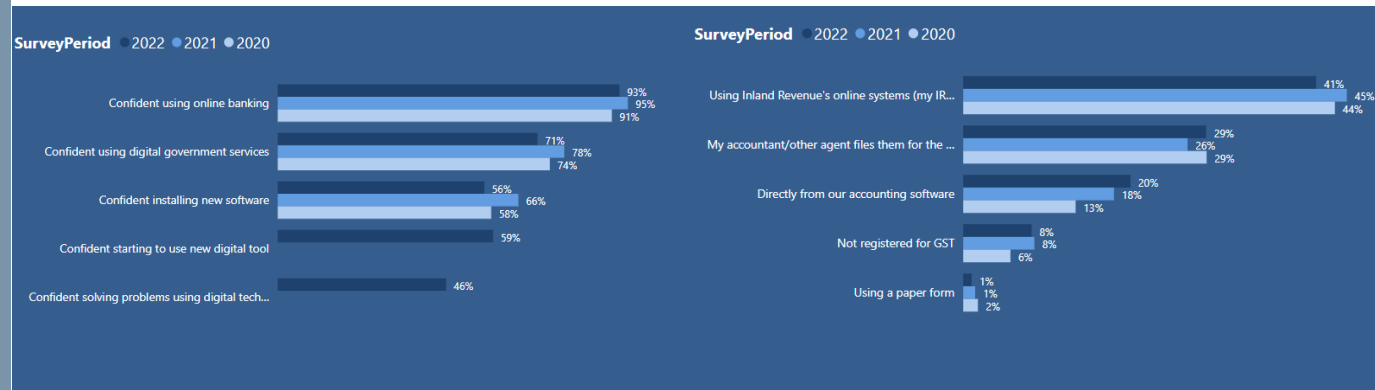 SurveyPeriod 2022 2021 2020
Confident using online banking
93%
95%
91%
Confident using digital government services
71%
78%
74%
Confident installing new software
56%
66%
58%
Confident starting to use new digital tool
59%
Confident solving problems using digital tech...
46%
SurveyPeriod 2022 2021 2020
Using Inland Revenue's online systems (my IR...
41%
45%
44%
My accountant/other agent files them for the ...
29%
26%
29%
Directly from our accounting software
20%
18%
13%
Not registered for GST
8%
8%
6%
Using a paper form
1%
1%
2%